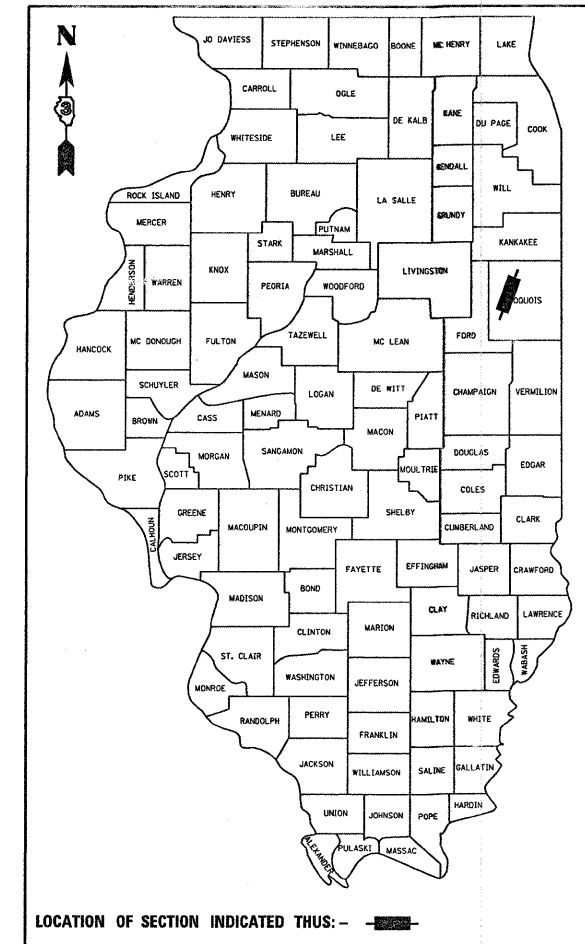 N
3
JO DAVIESS STEPHENSON WINNEBAGO BOONE MC HENRY LAKE
CARROLL OGLE DE KALB KANE DU PAGE COOK
WHITESIDE LEE KENDALL WILL
ROCK ISLAND HENRY BUREAU LA SALLE GRUNDY
MERCER PUTNAM KANKAKEE
STARK MARSHALL
HENDERSON WARREN KNOX PEORIA WOODFORD LIVINGSTON OQUOIS
HANCOCK MC DONOUGH FULTON TAZEWELL MC LEAN FORD
SCHUYLER MASON LOGAN DE WITT CHAMPAIGN VERMILION
ADAMS BROWN CASS MENARD MACON PIATT
PIKE SCOTT MORGAN SANGAMON CHRISTIAN MOULTRIE DOUGLAS EDGAR
COLES
CALHOUN GREENE MACOUPIN MONTGOMERY SHELBY CUMBERLAND CLARK
JERSEY FAYETTE EFFINGHAM JASPER CRAWFORD
MADISON BOND CLAY RICHLAND LAWRENCE
CLINTON MARION
ST. CLAIR WASHINGTON JEFFERSON WAYNE EDWARDS WABASH
MONROE
RANDOLPH PERRY FRANKLIN HAMILTON WHITE
JACKSON WILLIAMSON SALINE GALLATIN
UNION JOHNSON POPE HARDIN
ALEXANDER PULASKI MASSAC
LOCATION OF SECTION INDICATED THUS: -